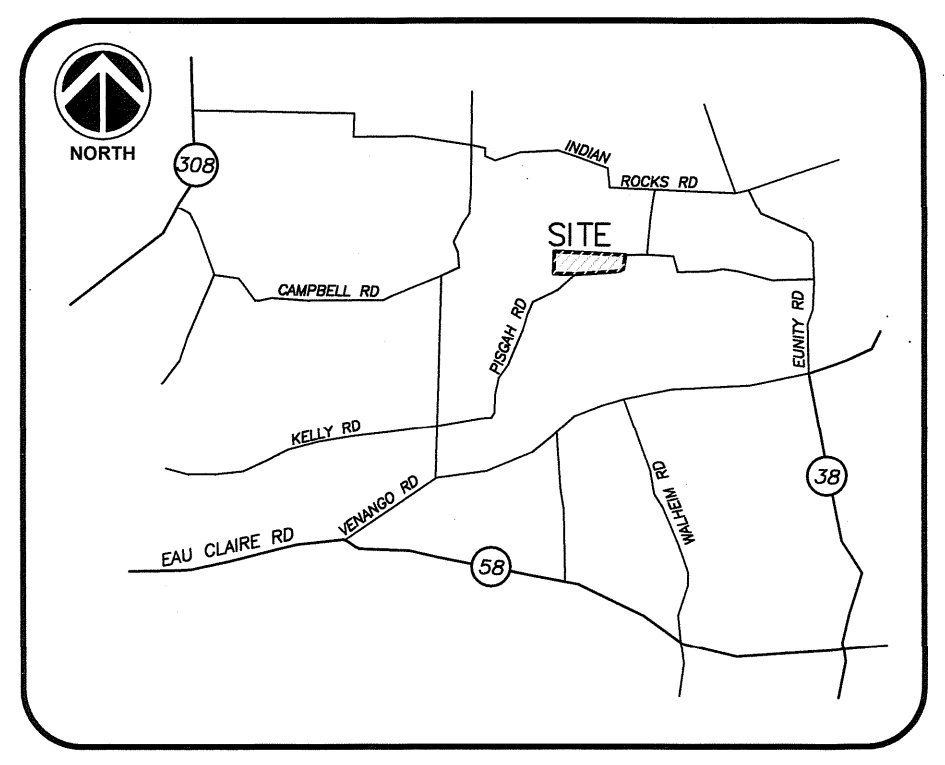 NORTH
308
INDIAN
ROCKS RD
SITE
CAMPBELL RD
PISGAH RD
EUNITY RD
KELLY RD
VENANGO RD
WALHEIM RD
38
EAU CLAIRE RD
58